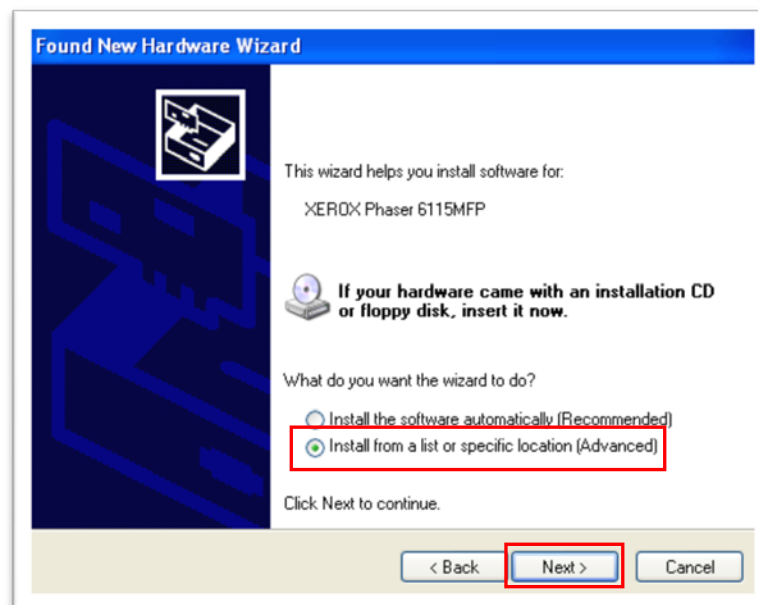 Found New Hardware Wizard
This wizard helps you install software for:
XEROX Phaser 6115MFP
If your hardware came with an installation CD
or floppy disk, insert it now.
What do you want the wizard to do?
Install the software automatically (Recommended)
Install from a list or specific location (Advanced)
Click Next to continue.
< Back Next > Cancel